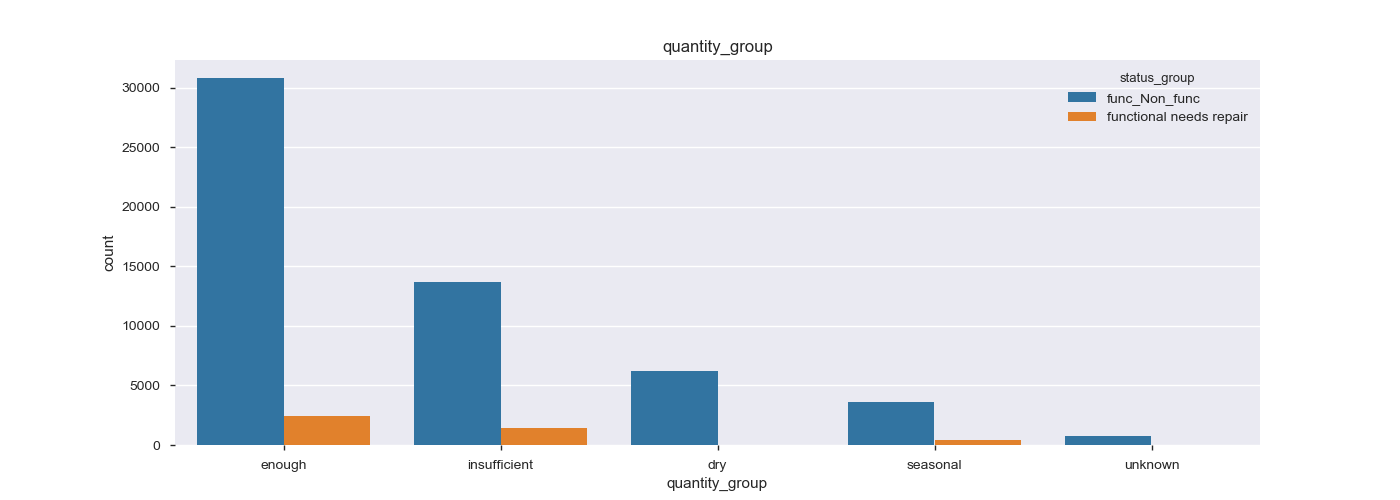 quantity_group
status_group
func_Non_func
functional needs repair
count
30000
25000
20000
15000
10000
5000
0
enough insufficient dry seasonal unknown
quantity_group